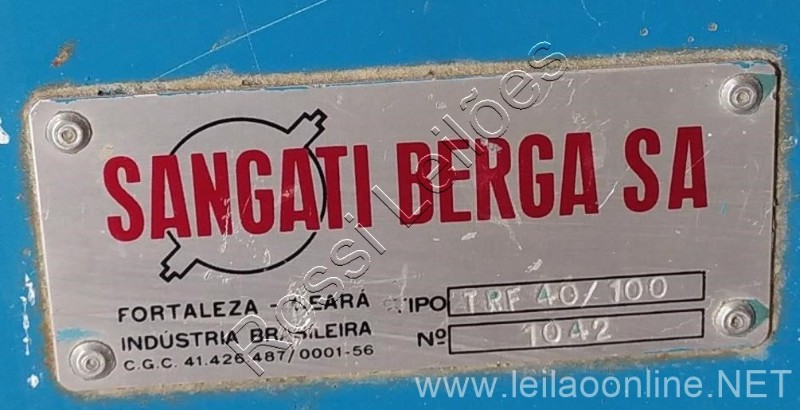 SANGATI BERGA SA
FORTALEZA - CEARÁ TIPO TRF 40/100
INDÚSTRIA BRASILEIRA Nº 1042
C.G.C. 41.426.487/0001-56
Rossi Leilões
www.leilaoonline.NET